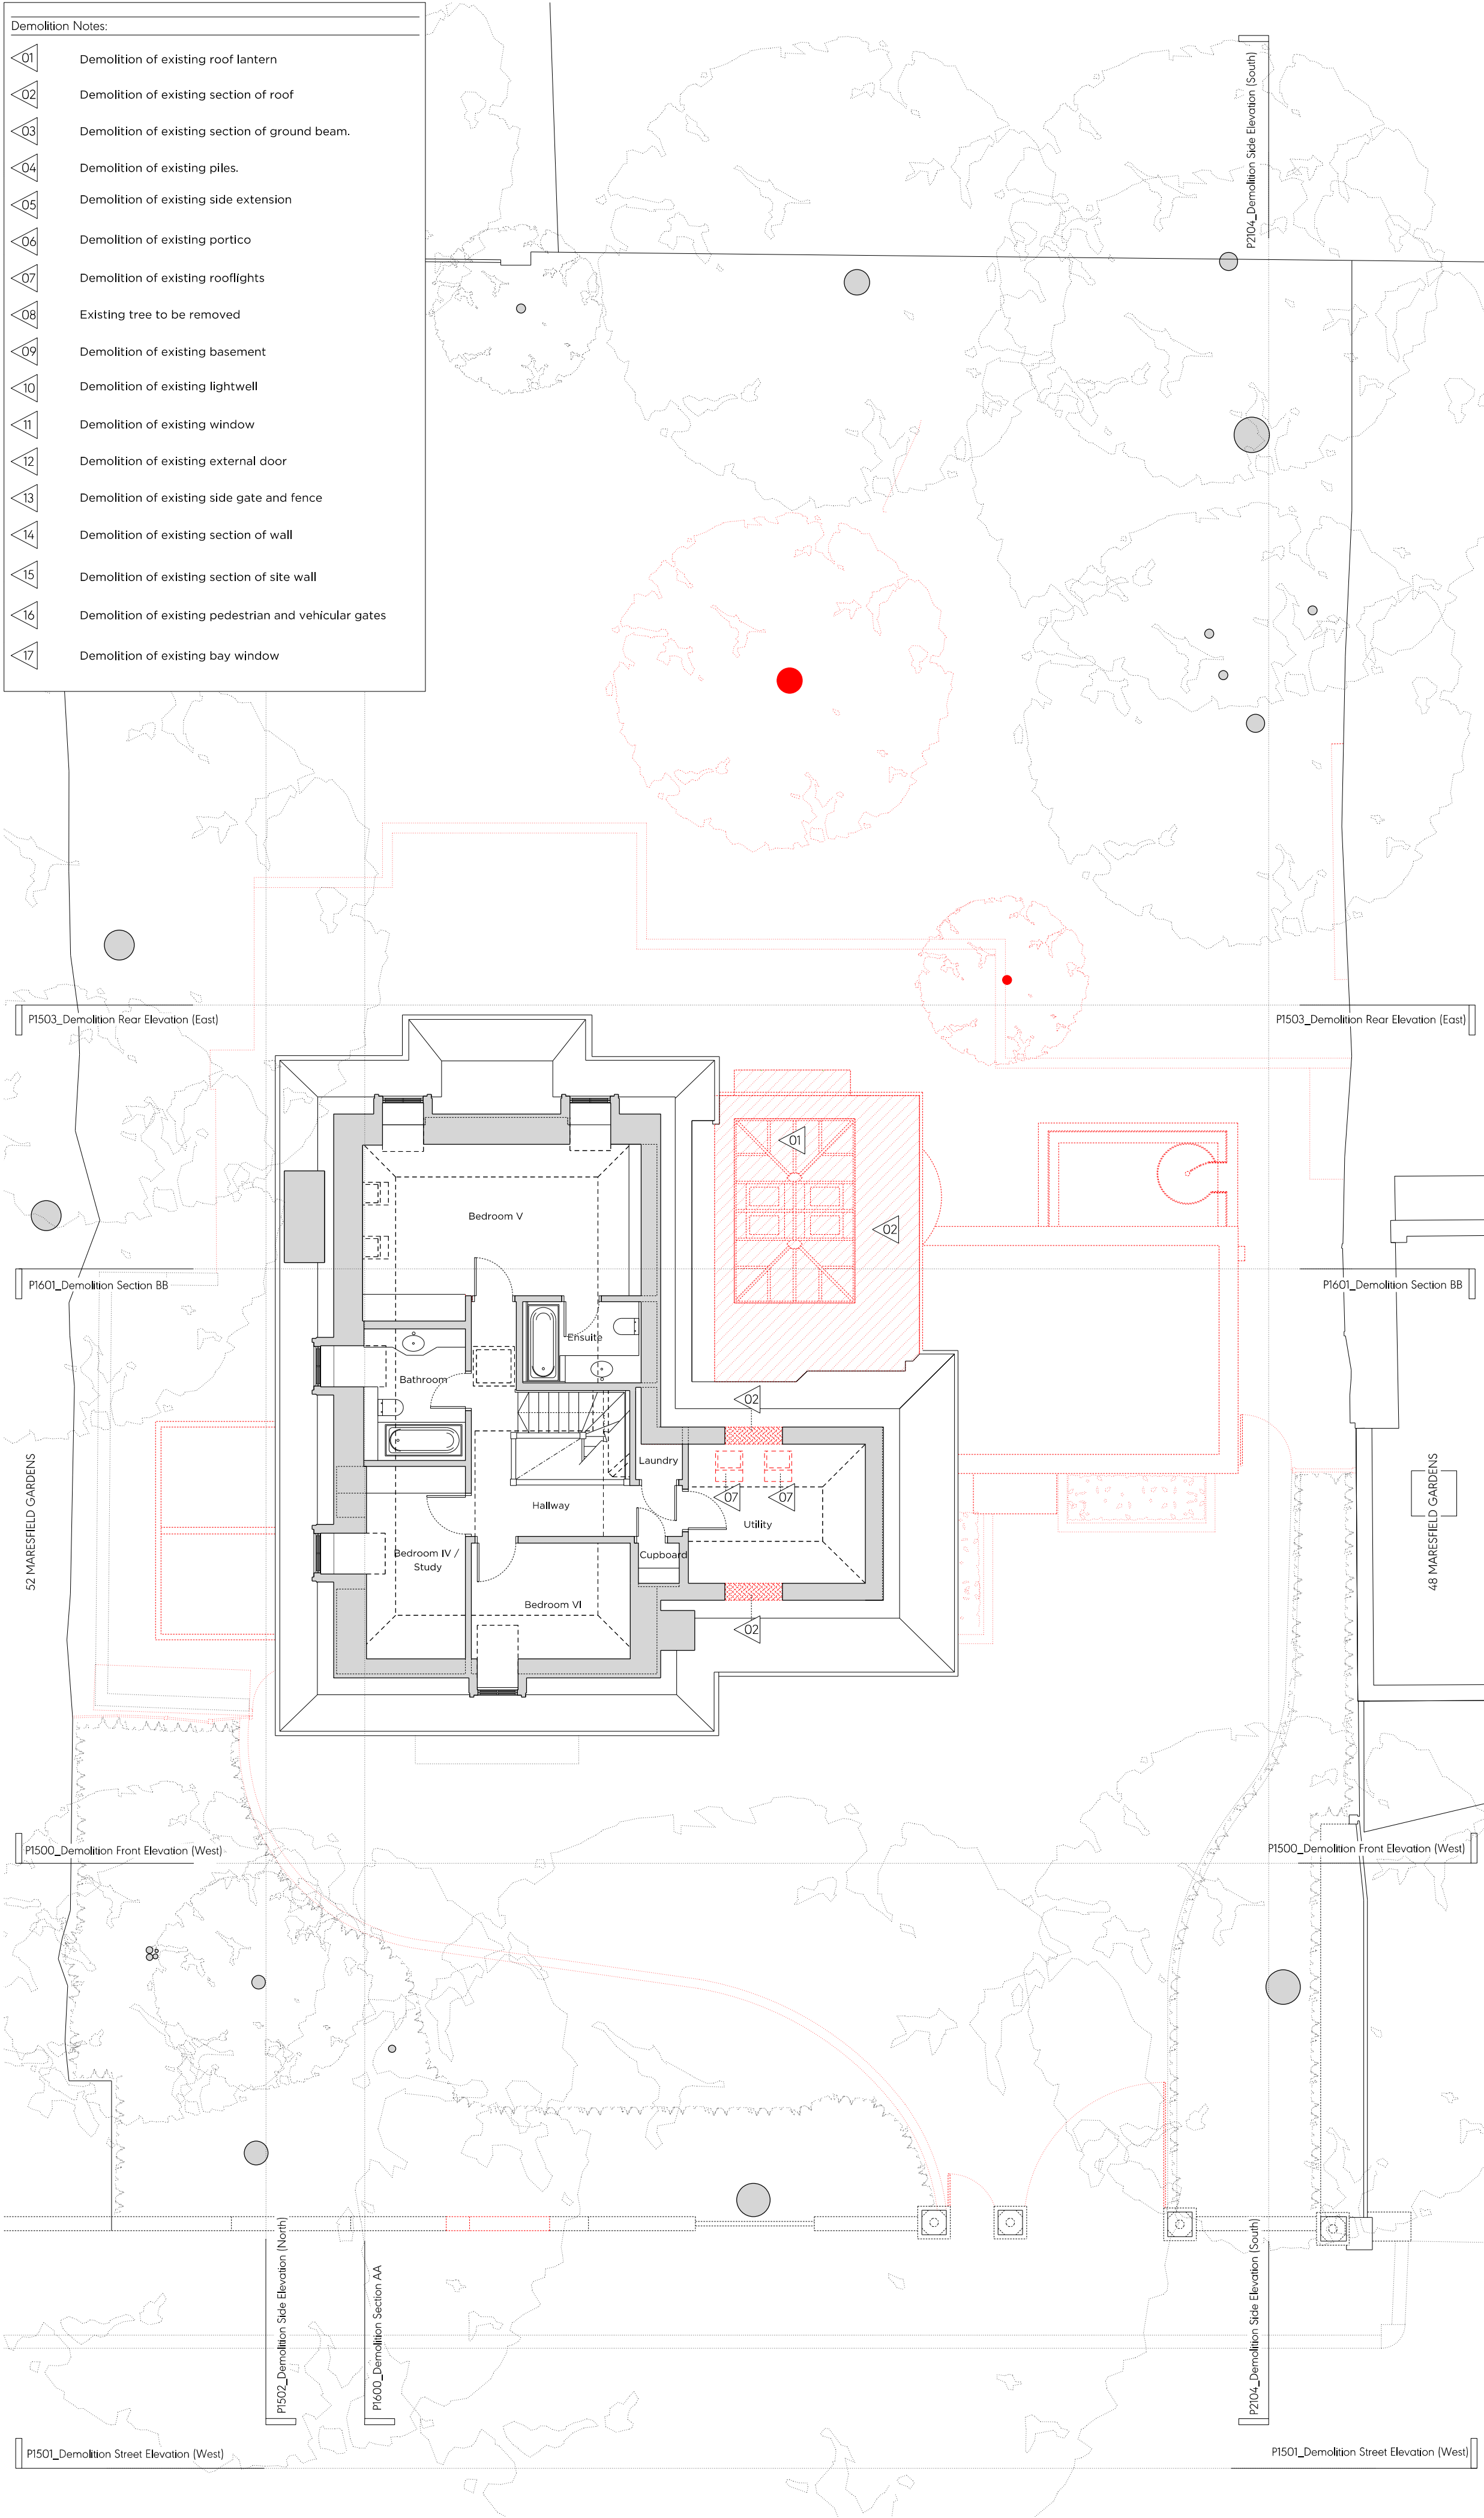 Demolition Notes:
01 Demolition of existing roof lantern
02 Demolition of existing section of roof
03 Demolition of existing section of ground beam.
04 Demolition of existing piles.
05 Demolition of existing side extension
06 Demolition of existing portico
07 Demolition of existing rooflights
08 Existing tree to be removed
09 Demolition of existing basement
10 Demolition of existing lightwell
11 Demolition of existing window
12 Demolition of existing external door
13 Demolition of existing side gate and fence
14 Demolition of existing section of wall
15 Demolition of existing section of site wall
16 Demolition of existing pedestrian and vehicular gates
17 Demolition of existing bay window
P2104_Demolition Side Elevation (South)
P1503_Demolition Rear Elevation (East)
P1503_Demolition Rear Elevation (East)
01
Bedroom V
02
P1601_Demolition Section BB
P1601_Demolition Section BB
Ensuite
Bathroom
02
Laundry
07
07
Hallway
Utility
Bedroom IV /
Study
Cupboard
Bedroom VI
02
52 MARESFIELD GARDENS
48 MARESFIELD GARDENS
P1500_Demolition Front Elevation (West)
P1500_Demolition Front Elevation (West)
P1502_Demolition Side Elevation (North)
P1600_Demolition Section AA
P2104_Demolition Side Elevation (South)
P1501_Demolition Street Elevation (West)
P1501_Demolition Street Elevation (West)